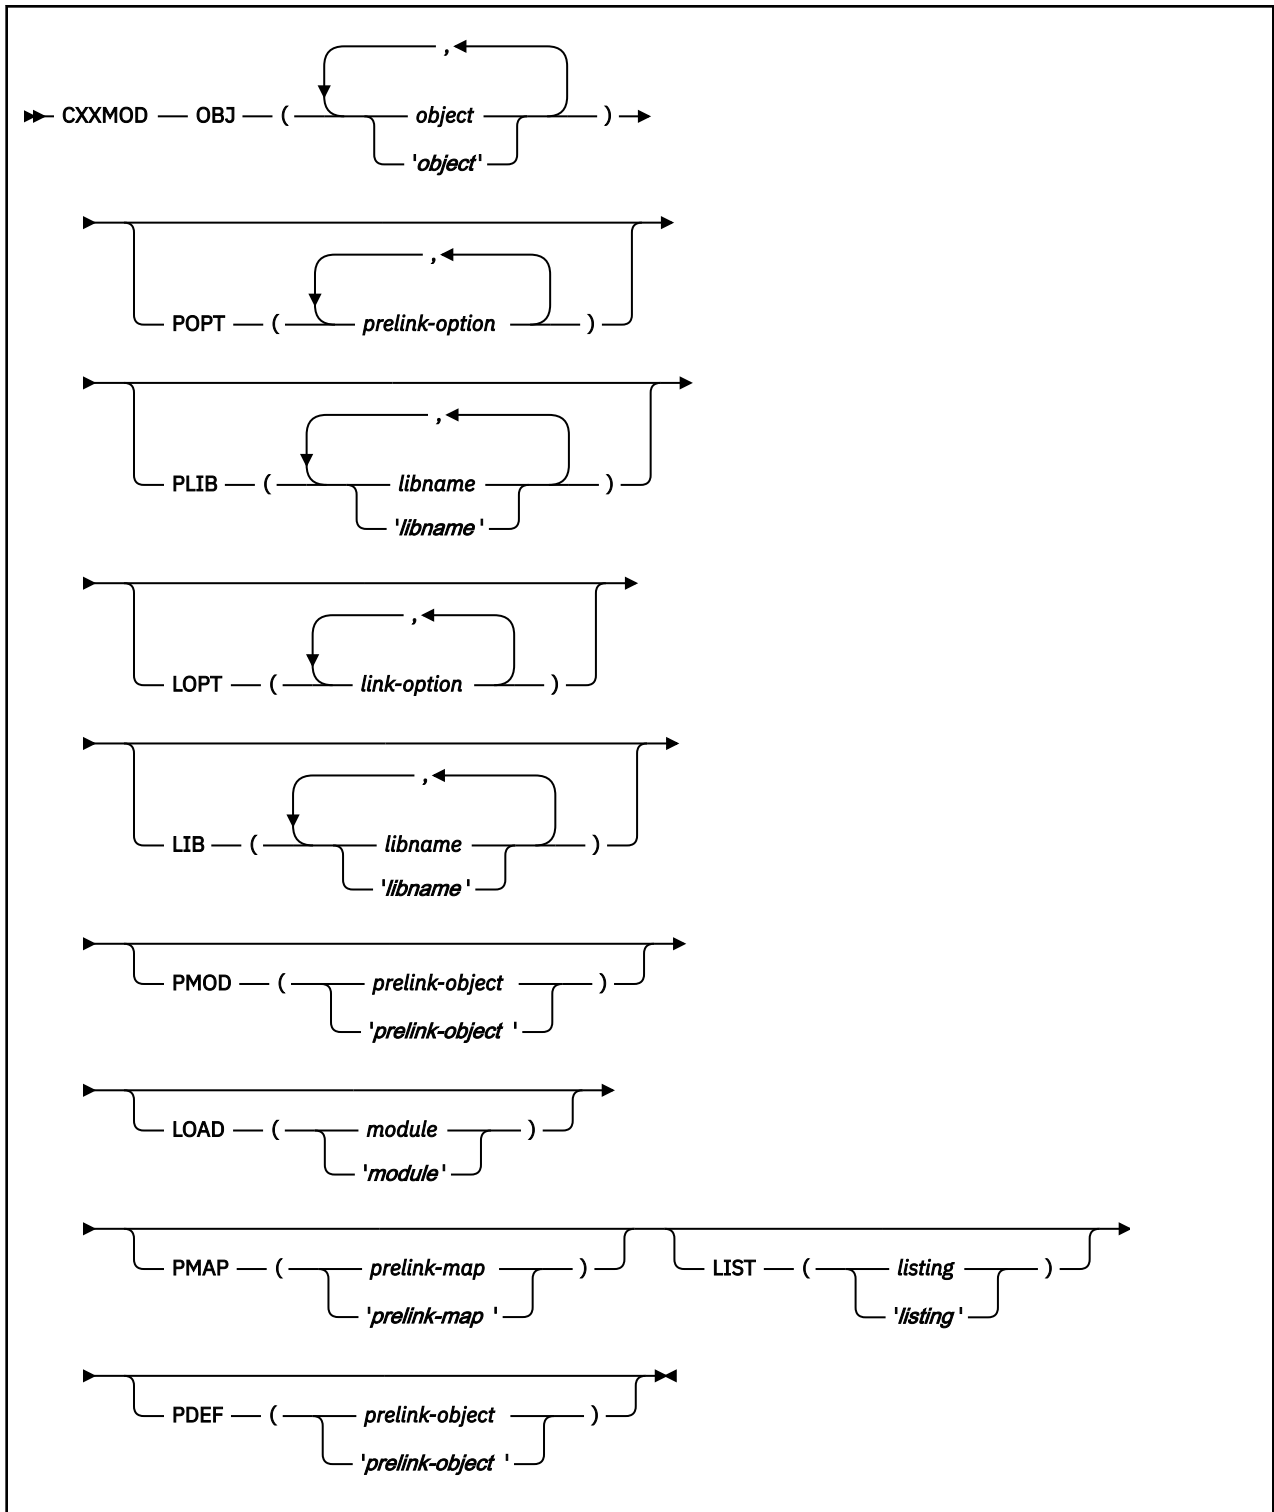 ,
CXXMOD OBJ ( object )
'object'
,
POPT ( prelink-option )
,
PLIB ( libname )
'libname'
,
LOPT ( link-option )
,
LIB ( libname )
'libname'
PMOD ( prelink-object )
'prelink-object'
LOAD ( module )
'module'
PMAP ( prelink-map ) LIST ( listing )
'prelink-map' 'listing'
PDEF ( prelink-object )
'prelink-object'